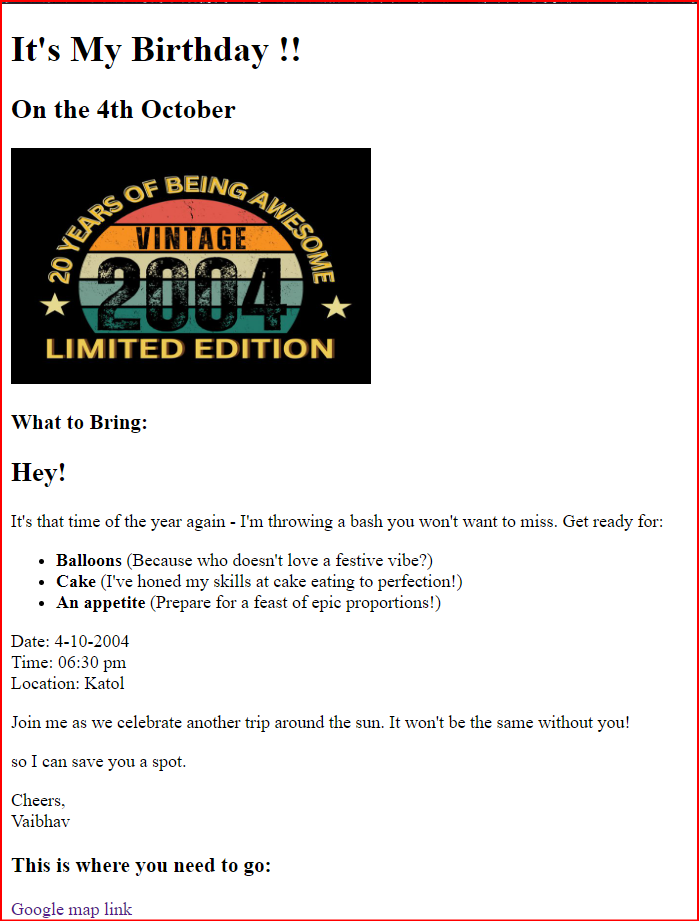 It's My Birthday !!
On the 4th October
20 YEARS OF BEING AWESOME
VINTAGE
2004
LIMITED EDITION
What to Bring:
Hey!
It's that time of the year again - I'm throwing a bash you won't want to miss. Get ready for:
• Balloons (Because who doesn't love a festive vibe?)
• Cake (I've honed my skills at cake eating to perfection!)
• An appetite (Prepare for a feast of epic proportions!)
Date: 4-10-2004
Time: 06:30 pm
Location: Katol
Join me as we celebrate another trip around the sun. It won't be the same without you!
so I can save you a spot.
Cheers,
Vaibhav
This is where you need to go:
Google map link